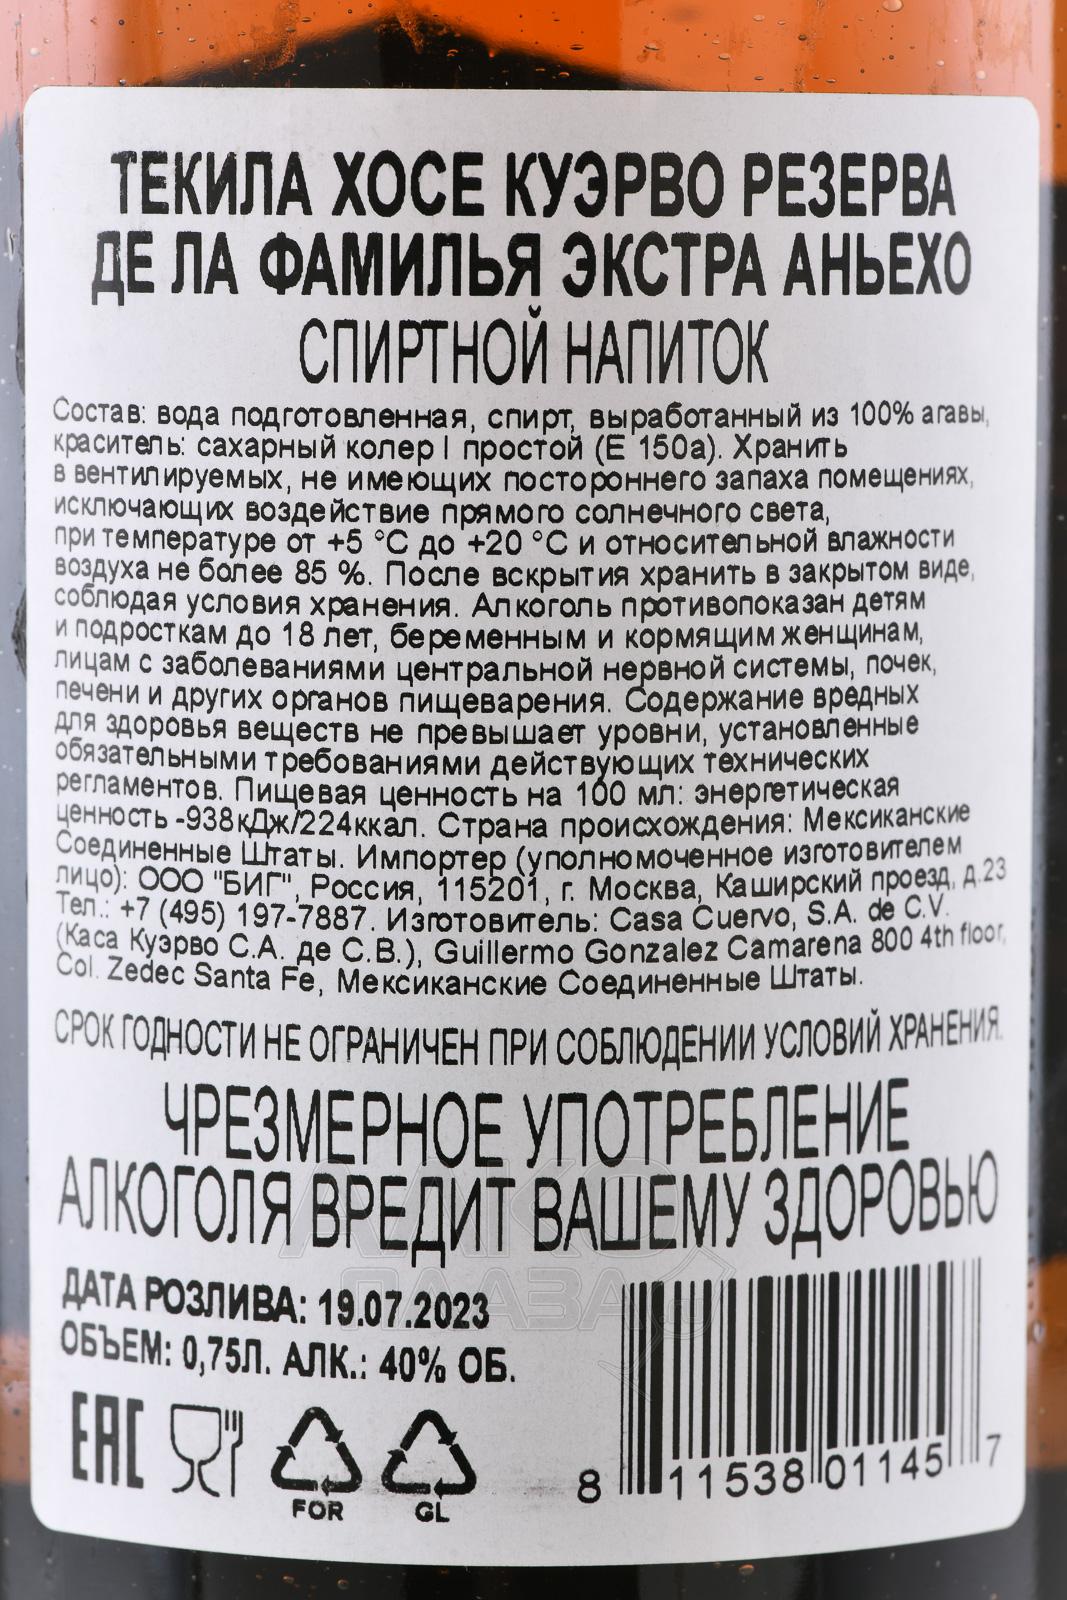 ТЕКИЛА ХОСЕ КУЭРВО РЕЗЕРВА
ДЕ ЛА ФАМИЛЬЯ ЭКСТРА АНЬЕХО
СПИРТНОЙ НАПИТОК
Состав: вода подготовленная, спирт, выработанный из 100% агавы,
краситель: сахарный колер I простой (Е 150а). Хранить
в вентилируемых, не имеющих постороннего запаха помещениях,
исключающих воздействие прямого солнечного света,
при температуре от +5 °С до +20 °С и относительной влажности
воздуха не более 85 %. После вскрытия хранить в закрытом виде,
соблюдая условия хранения. Алкоголь противопоказан детям
и подросткам до 18 лет, беременным и кормящим женщинам,
лицам с заболеваниями центральной нервной системы, почек,
печени и других органов пищеварения. Содержание вредных
для здоровья веществ не превышает уровни, установленные
обязательными требованиями действующих технических
регламентов. Пищевая ценность на 100 мл: энергетическая
ценность -938кДж/224ккал. Страна происхождения: Мексиканские
Соединенные Штаты. Импортер (уполномоченное изготовителем
лицо): ООО "БИГ", Россия, 115201, г. Москва, Каширский проезд, д.23
Тел.: +7 (495) 197-7887. Изготовитель: Casa Cuervo, S.A. de C.V.
(Каса Куэрво С.А. де С.В.), Guillermo Gonzalez Camarena 800 4th floor,
Col. Zedec Santa Fe, Мексиканские Соединенные Штаты.
СРОК ГОДНОСТИ НЕ ОГРАНИЧЕН ПРИ СОБЛЮДЕНИИ УСЛОВИЙ ХРАНЕНИЯ.
ЧРЕЗМЕРНОЕ УПОТРЕБЛЕНИЕ
АЛКОГОЛЯ ВРЕДИТ ВАШЕМУ ЗДОРОВЬЮ
АЛКО
ПЛАЗА.ru
ДАТА РОЗЛИВА: 19.07.2023
ОБЪЕМ: 0,75Л. АЛК.: 40% ОБ.
EAC
FOR
GL
8 11538 01145 7